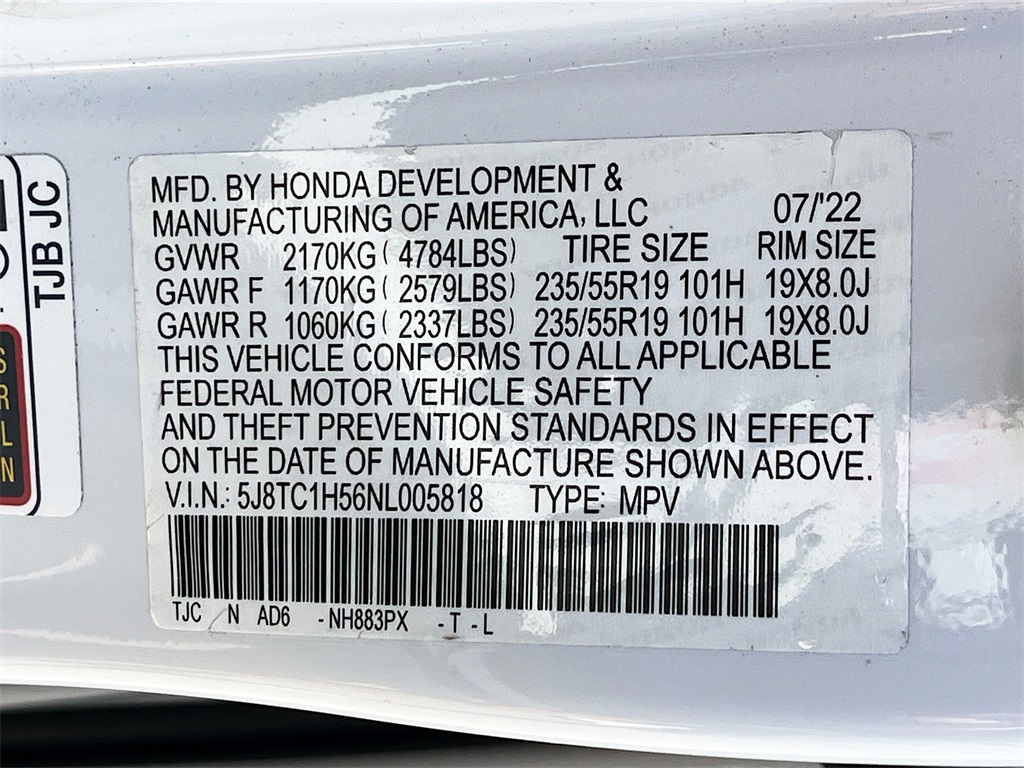 MFD. BY HONDA DEVELOPMENT &
MANUFACTURING OF AMERICA, LLC 07/'22
GVWR 2170KG ( 4784LBS) TIRE SIZE RIM SIZE
GAWR F 1170KG ( 2579LBS) 235/55R19 101H 19X8.0J
GAWR R 1060KG ( 2337LBS) 235/55R19 101H 19X8.0J
THIS VEHICLE CONFORMS TO ALL APPLICABLE
FEDERAL MOTOR VEHICLE SAFETY
AND THEFT PREVENTION STANDARDS IN EFFECT
ON THE DATE OF MANUFACTURE SHOWN ABOVE.
V.I.N.: 5J8TC1H56NL005818 TYPE: MPV
TJC N AD6 - NH883PX - T - L
TJB JC
S
R
L
N